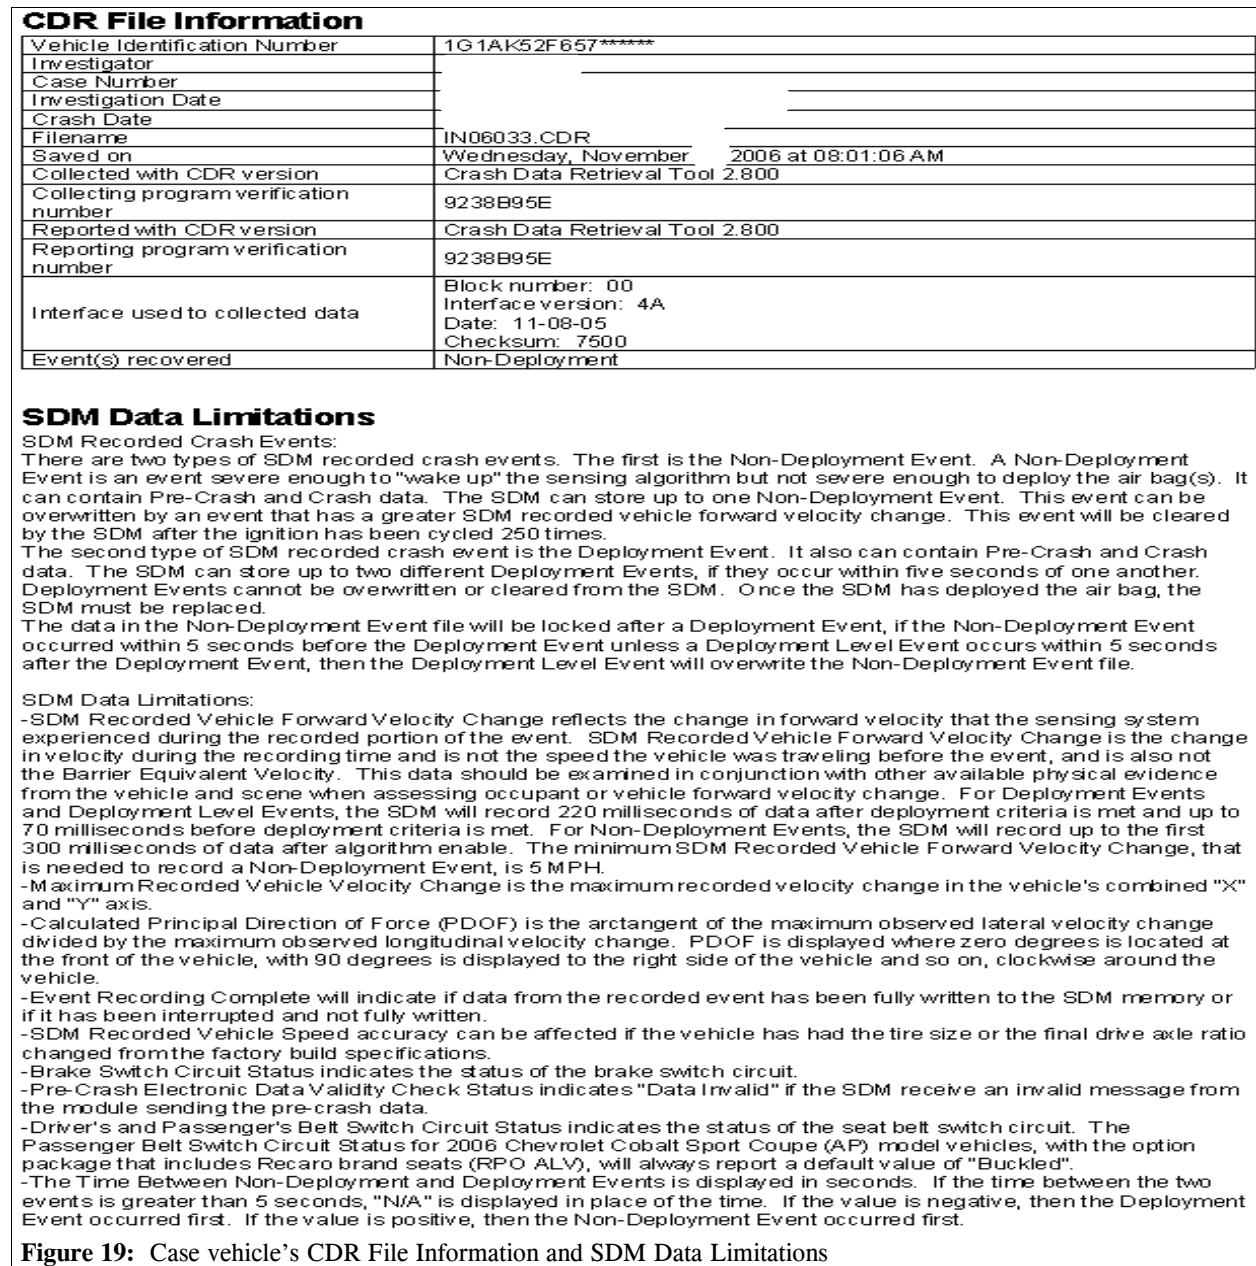 CDR File Information
Vehicle Identification Number 1G1AK52F657******
Investigator
Case Number
Investigation Date
Crash Date
Filename IN06033.CDR
Saved on Wednesday, November 2006 at 08:01:06 AM
Collected with CDR version Crash Data Retrieval Tool 2.800
Collecting program verification
number 9238B95E
Reported with CDR version Crash Data Retrieval Tool 2.800
Reporting program verification
number 9238B95E
Interface used to collected data
Block number: 00
Interface version: 4A
Date: 11-08-05
Checksum: 7500
Event(s) recovered Non-Deployment
SDM Data Limitations
SDM Recorded Crash Events:
There are two types of SDM recorded crash events. The first is the Non-Deployment Event. A Non-Deployment
Event is an event severe enough to "wake up" the sensing algorithm but not severe enough to deploy the air bag(s). It
can contain Pre-Crash and Crash data. The SDM can store up to one Non-Deployment Event. This event can be
overwritten by an event that has a greater SDM recorded vehicle forward velocity change. This event will be cleared
by the SDM after the ignition has been cycled 250 times.
The second type of SDM recorded crash event is the Deployment Event. It also can contain Pre-Crash and Crash
data. The SDM can store up to two different Deployment Events, if they occur within five seconds of one another.
Deployment Events cannot be overwritten or cleared from the SDM. Once the SDM has deployed the air bag, the
SDM must be replaced.
The data in the Non-Deployment Event file will be locked after a Deployment Event, if the Non-Deployment Event
occurred within 5 seconds before the Deployment Event unless a Deployment Level Event occurs within 5 seconds
after the Deployment Event, then the Deployment Level Event will overwrite the Non-Deployment Event file.
SDM Data Limitations:
-SDM Recorded Vehicle Forward Velocity Change reflects the change in forward velocity that the sensing system
experienced during the recorded portion of the event. SDM Recorded Vehicle Forward Velocity Change is the change
in velocity during the recording time and is not the speed the vehicle was traveling before the event, and is also not
the Barrier Equivalent Velocity. This data should be examined in conjunction with other available physical evidence
from the vehicle and scene when assessing occupant or vehicle forward velocity change. For Deployment Events
and Deployment Level Events, the SDM will record 220 milliseconds of data after deployment criteria is met and up to
70 milliseconds before deployment criteria is met. For Non-Deployment Events, the SDM will record up to the first
300 milliseconds of data after algorithm enable. The minimum SDM Recorded Vehicle Forward Velocity Change, that
is needed to record a Non-Deployment Event, is 5 MPH.
-Maximum Recorded Vehicle Velocity Change is the maximum recorded velocity change in the vehicle's combined "X"
and "Y" axis.
-Calculated Principal Direction of Force (PDOF) is the arctangent of the maximum observed lateral velocity change
divided by the maximum observed longitudinal velocity change. PDOF is displayed where zero degrees is located at
the front of the vehicle, with 90 degrees is displayed to the right side of the vehicle and so on, clockwise around the
vehicle.
-Event Recording Complete will indicate if data from the recorded event has been fully written to the SDM memory or
if it has been interrupted and not fully written.
-SDM Recorded Vehicle Speed accuracy can be affected if the vehicle has had the tire size or the final drive axle ratio
changed from the factory build specifications.
-Brake Switch Circuit Status indicates the status of the brake switch circuit.
-Pre-Crash Electronic Data Validity Check Status indicates "Data Invalid" if the SDM receive an invalid message from
the module sending the pre-crash data.
-Driver's and Passenger's Belt Switch Circuit Status indicates the status of the seat belt switch circuit. The
Passenger Belt Switch Circuit Status for 2006 Chevrolet Cobalt Sport Coupe (AP) model vehicles, with the option
package that includes Recaro brand seats (RPO ALV), will always report a default value of "Buckled".
-The Time Between Non-Deployment and Deployment Events is displayed in seconds. If the time between the two
events is greater than 5 seconds, "N/A" is displayed in place of the time. If the value is negative, then the Deployment
Event occurred first. If the value is positive, then the Non-Deployment Event occurred first.
Figure 19: Case vehicle's CDR File Information and SDM Data Limitations